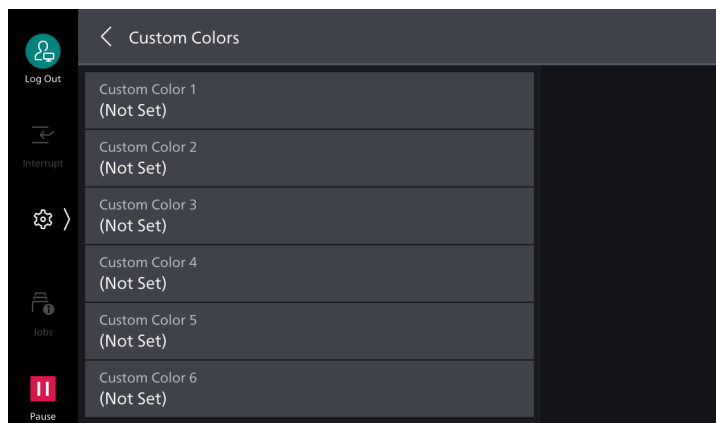 Custom Colors
Log Out
Interrupt
Jobs
Pause
Custom Color 1
(Not Set)
Custom Color 2
(Not Set)
Custom Color 3
(Not Set)
Custom Color 4
(Not Set)
Custom Color 5
(Not Set)
Custom Color 6
(Not Set)